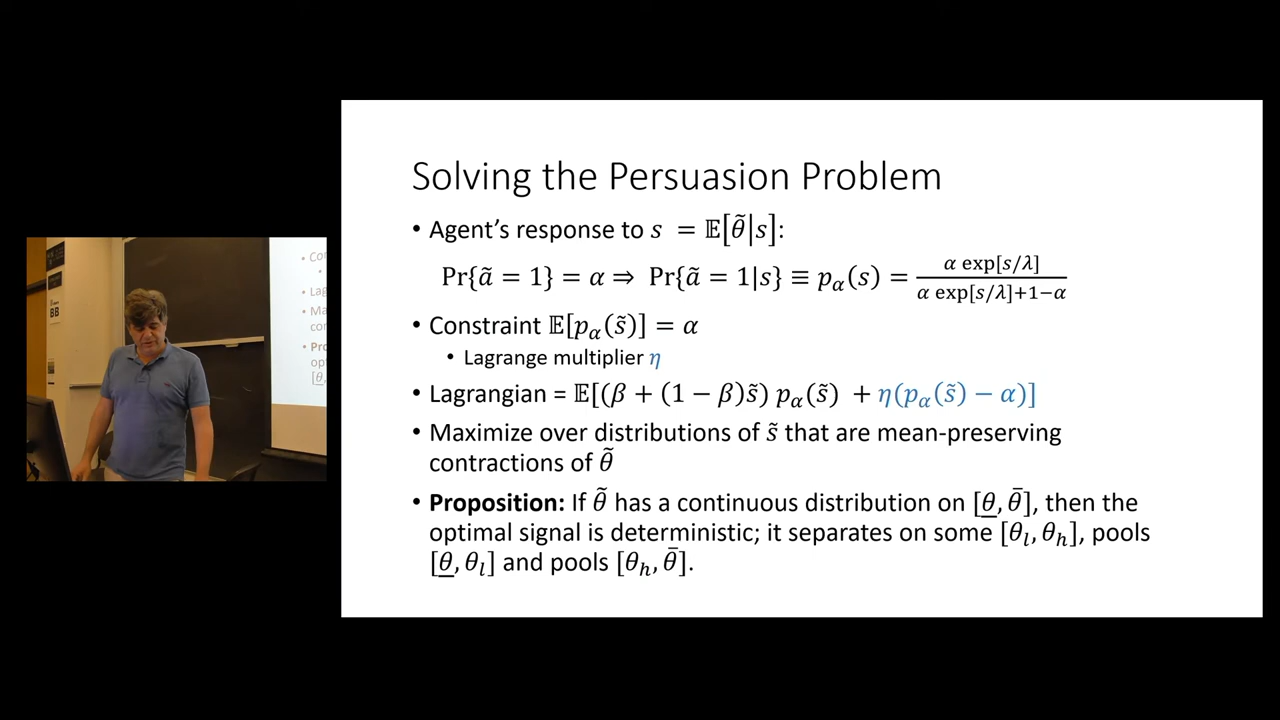 Solving the Persuasion Problem
• Agent's response to s = 𝔼[θ̃|s]:
Pr{ã = 1} = α ⇒ Pr{ã = 1|s} ≡ p_α(s) = α exp[s/λ] / α exp[s/λ]+1−α
• Constraint 𝔼[p_α(s̃)] = α
• Lagrange multiplier η
• Lagrangian = 𝔼[(β + (1 − β)s̃) p_α(s̃) + η(p_α(s̃) − α)]
• Maximize over distributions of s̃ that are mean-preserving
contractions of θ̃
• Proposition: If θ̃ has a continuous distribution on [θ̲, θ̄], then the
optimal signal is deterministic; it separates on some [θ_l, θ_h], pools
[θ̲, θ_l] and pools [θ_h, θ̄].
BB